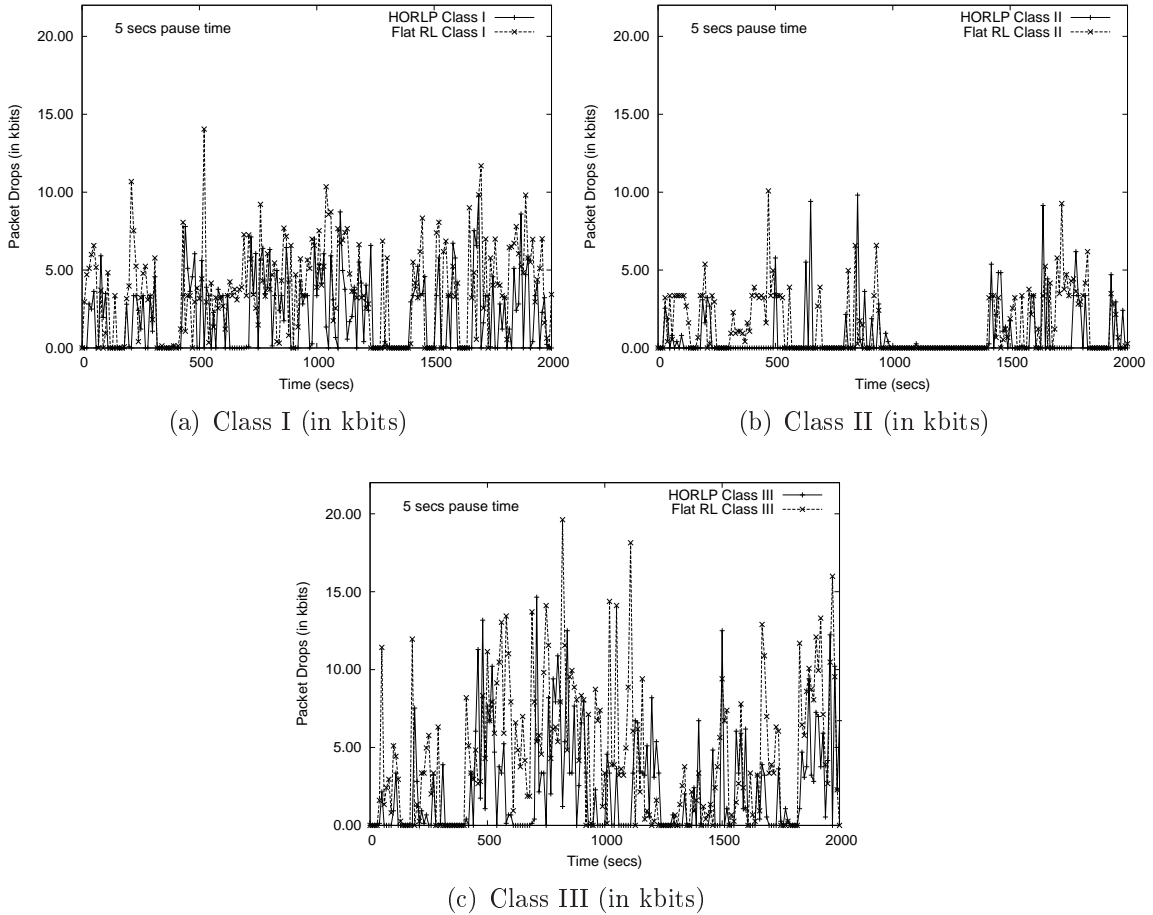 5 secs pause time
HORLP Class I
Flat RL Class I
Packet Drops (in kbits)
20.00
15.00
10.00
5.00
0.00
0 500 1000 1500 2000
Time (secs)
(a) Class I (in kbits)
5 secs pause time
HORLP Class II
Flat RL Class II
Packet Drops (in kbits)
20.00
15.00
10.00
5.00
0.00
0 500 1000 1500 2000
Time (secs)
(b) Class II (in kbits)
5 secs pause time
HORLP Class III
Flat RL Class III
Packet Drops (in kbits)
20.00
15.00
10.00
5.00
0.00
0 500 1000 1500 2000
Time (secs)
(c) Class III (in kbits)